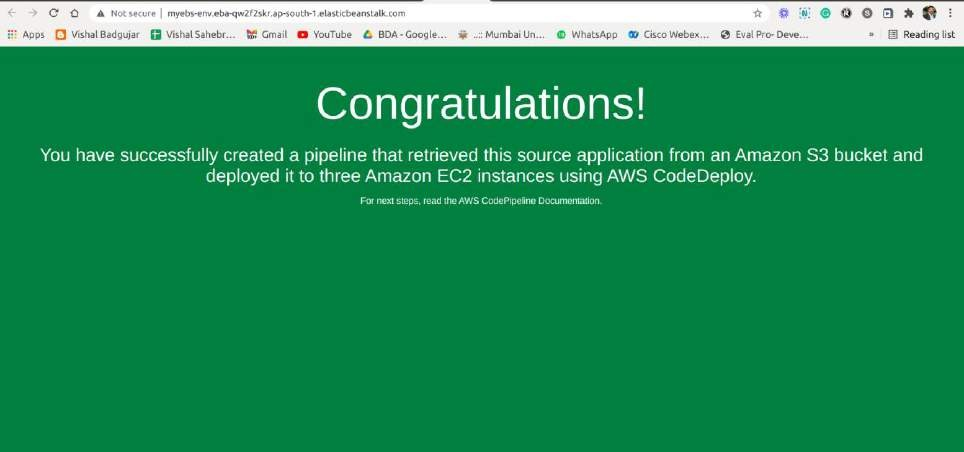 Not secure | myebs-env.eba-qw2f2skr.ap-south-1.elasticbeanstalk.com
Apps Vishal Badgujar Vishal Sahebr... Gmail YouTube BDA - Google... ..:: Mumbai Un... WhatsApp Cisco Webex... Eval Pro- Deve... » Reading list
Congratulations!
You have successfully created a pipeline that retrieved this source application from an Amazon S3 bucket and
deployed it to three Amazon EC2 instances using AWS CodeDeploy.
For next steps, read the AWS CodePipeline Documentation.